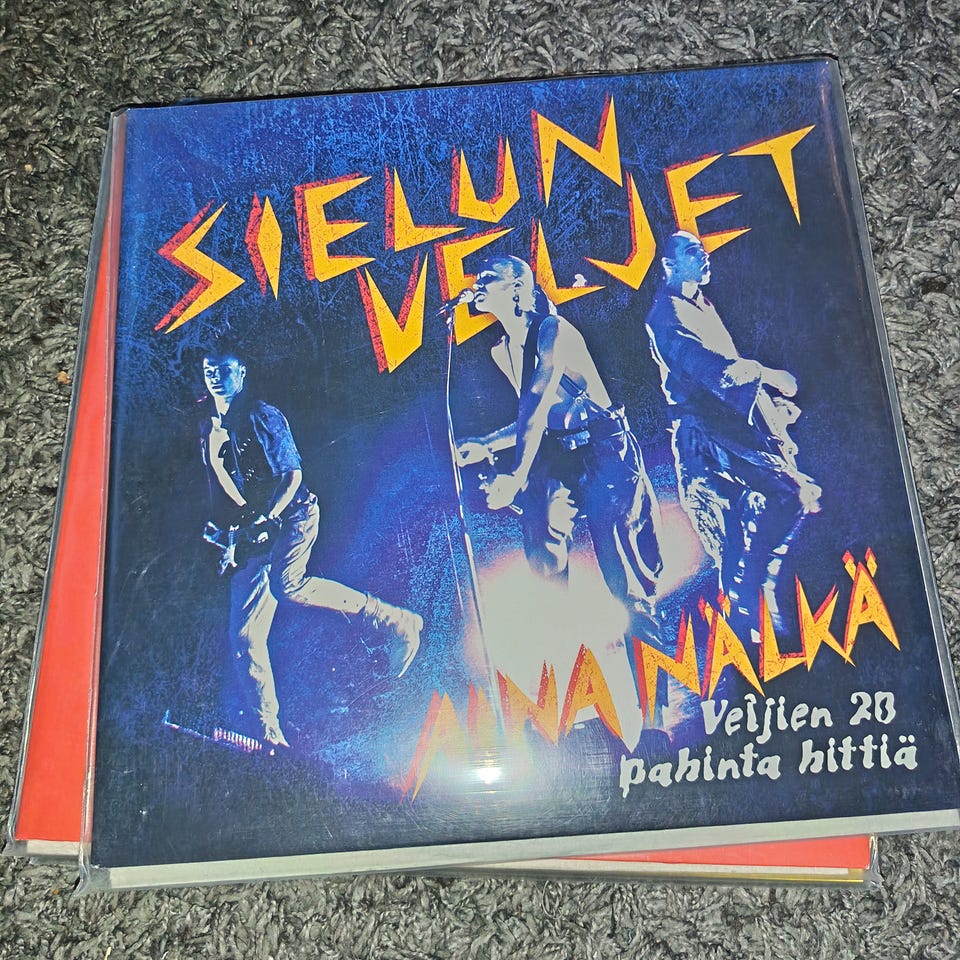 SIELUN
VELJET
AINA NÄLKÄ
Veljien 20
pahinta hittiä